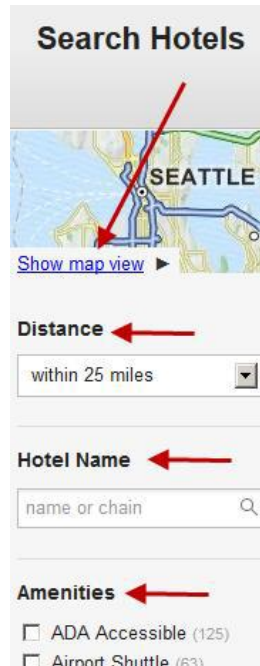 Search Hotels
SEATTLE
Show map view ►
Distance
within 25 miles
Hotel Name
name or chain
Amenities
ADA Accessible (125)
Airport Shuttle (63)